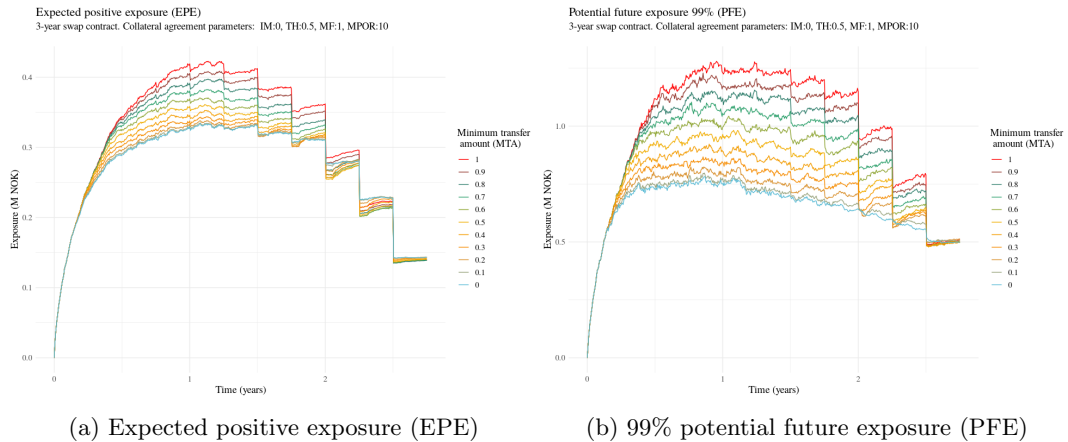 Expected positive exposure (EPE)
3-year swap contract. Collateral agreement parameters:  IM:0, TH:0.5, MF:1, MPOR:10
Exposure (M NOK)
0.4
0.3
0.2
0.1
0.0
0
1
2
Time (years)
Minimum transfer
amount (MTA)
1
0.9
0.8
0.7
0.6
0.5
0.4
0.3
0.2
0.1
0
(a) Expected positive exposure (EPE)
Potential future exposure 99% (PFE)
3-year swap contract. Collateral agreement parameters: IM:0, TH:0.5, MF:1, MPOR:10
Exposure (M NOK)
1.0
0.5
0.0
0
1
2
Time (years)
Minimum transfer
amount (MTA)
1
0.9
0.8
0.7
0.6
0.5
0.4
0.3
0.2
0.1
0
(b) 99% potential future exposure (PFE)